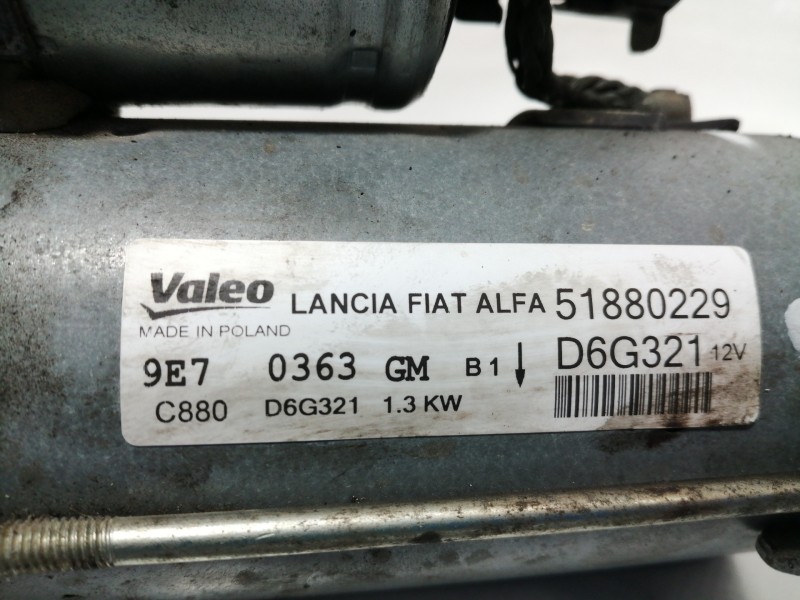 Valeo LANCIA FIAT ALFA 51880229
MADE IN POLAND
9E7 0363 GM B1 ↓ D6G321 12V
C880 D6G321 1.3 KW